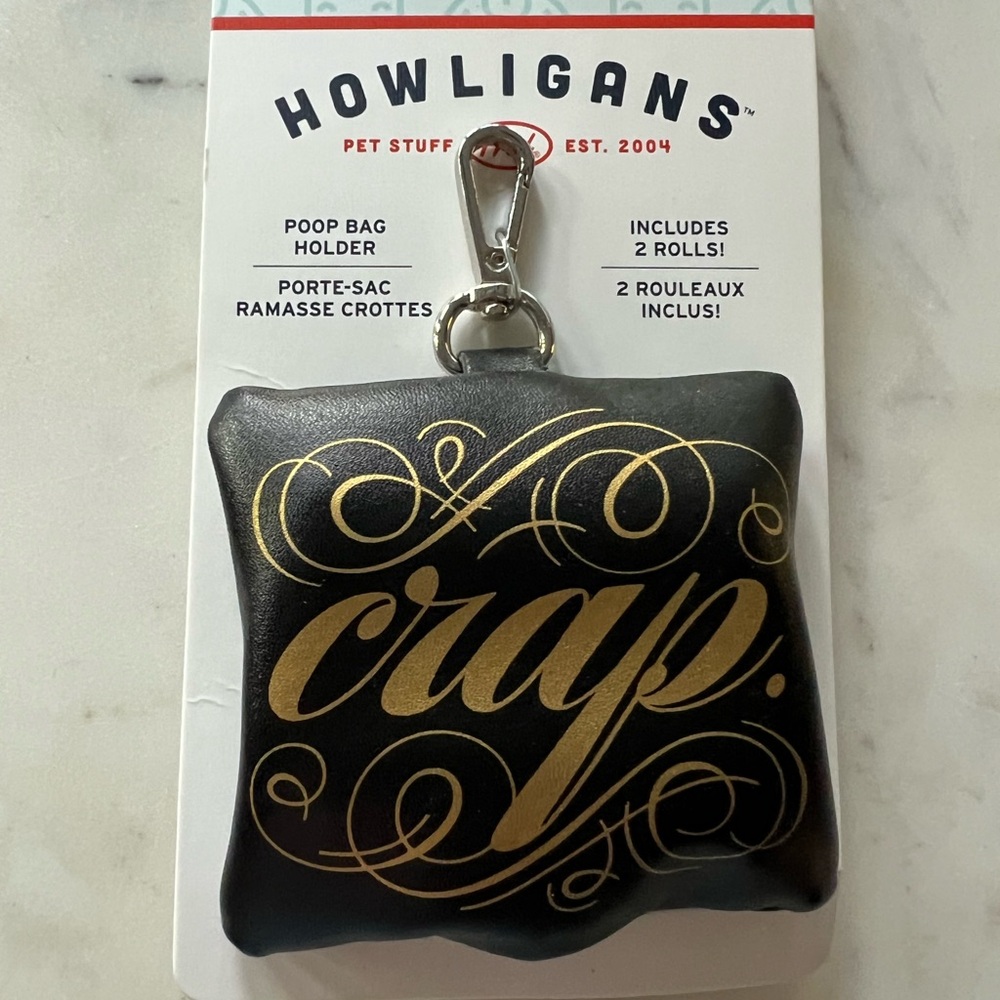 HOWLIGANS™
PET STUFF EST. 2004
POOP BAG
HOLDER
PORTE-SAC
RAMASSE CROTTES
INCLUDES
2 ROLLS!
2 ROULEAUX
INCLUS!
crap.